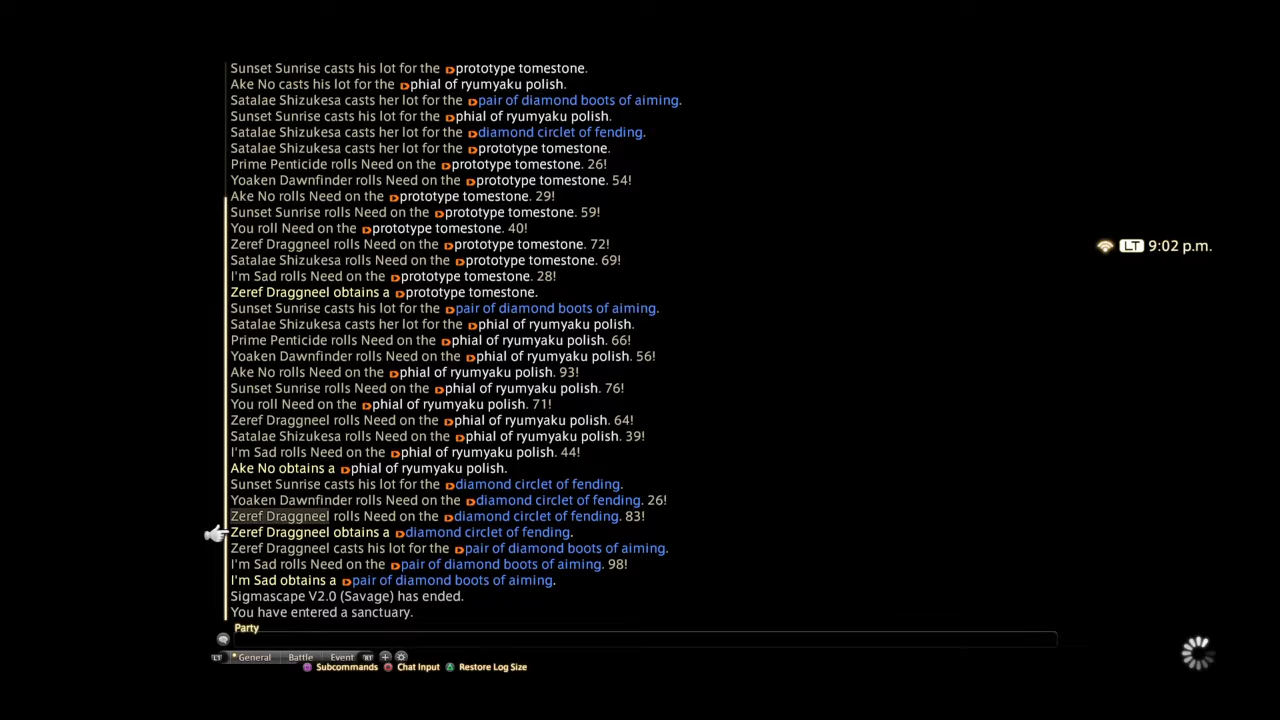 Sunset Sunrise casts his lot for the prototype tomestone.
Ake No casts his lot for the phial of ryumyaku polish.
Satalae Shizukesa casts her lot for the pair of diamond boots of aiming.
Sunset Sunrise casts his lot for the phial of ryumyaku polish.
Satalae Shizukesa casts her lot for the diamond circlet of fending.
Satalae Shizukesa casts her lot for the prototype tomestone.
Prime Penticide rolls Need on the prototype tomestone. 26!
Yoaken Dawnfinder rolls Need on the prototype tomestone. 54!
Ake No rolls Need on the prototype tomestone. 29!
Sunset Sunrise rolls Need on the prototype tomestone. 59!
You roll Need on the prototype tomestone. 40!
Zeref Draggneel rolls Need on the prototype tomestone. 72!
Satalae Shizukesa rolls Need on the prototype tomestone. 69!
I'm Sad rolls Need on the prototype tomestone. 28!
Zeref Draggneel obtains a prototype tomestone.
Sunset Sunrise casts his lot for the pair of diamond boots of aiming.
Satalae Shizukesa casts her lot for the phial of ryumyaku polish.
Prime Penticide rolls Need on the phial of ryumyaku polish. 66!
Yoaken Dawnfinder rolls Need on the phial of ryumyaku polish. 56!
Ake No rolls Need on the phial of ryumyaku polish. 93!
Sunset Sunrise rolls Need on the phial of ryumyaku polish. 76!
You roll Need on the phial of ryumyaku polish. 71!
Zeref Draggneel rolls Need on the phial of ryumyaku polish. 64!
Satalae Shizukesa rolls Need on the phial of ryumyaku polish. 39!
I'm Sad rolls Need on the phial of ryumyaku polish. 44!
Ake No obtains a phial of ryumyaku polish.
Sunset Sunrise casts his lot for the diamond circlet of fending.
Yoaken Dawnfinder rolls Need on the diamond circlet of fending. 26!
Zeref Draggneel rolls Need on the diamond circlet of fending. 83!
Zeref Draggneel obtains a diamond circlet of fending.
Zeref Draggneel casts his lot for the pair of diamond boots of aiming.
I'm Sad rolls Need on the pair of diamond boots of aiming. 98!
I'm Sad obtains a pair of diamond boots of aiming.
Sigmascape V2.0 (Savage) has ended.
You have entered a sanctuary.
Party
L1 General Battle Event R1
Subcommands Chat Input Restore Log Size
LT 9:02 p.m.